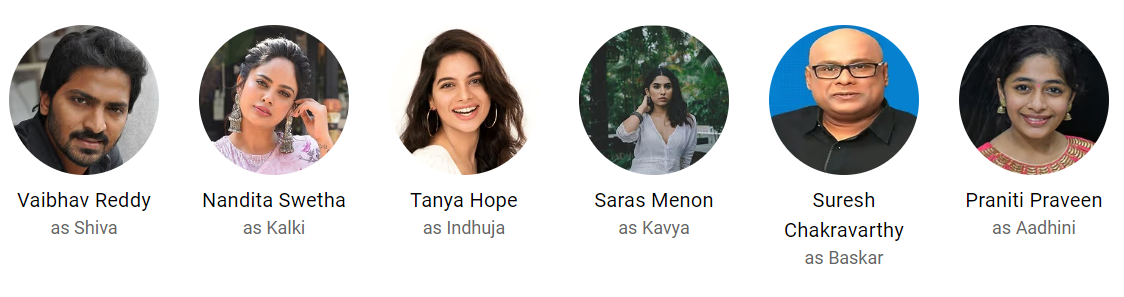 Vaibhav Reddy
as Shiva
Nandita Swetha
as Kalki
Tanya Hope
as Indhuja
Saras Menon
as Kavya
Suresh
Chakravarthy
as Baskar
Praniti Praveen
as Aadhini